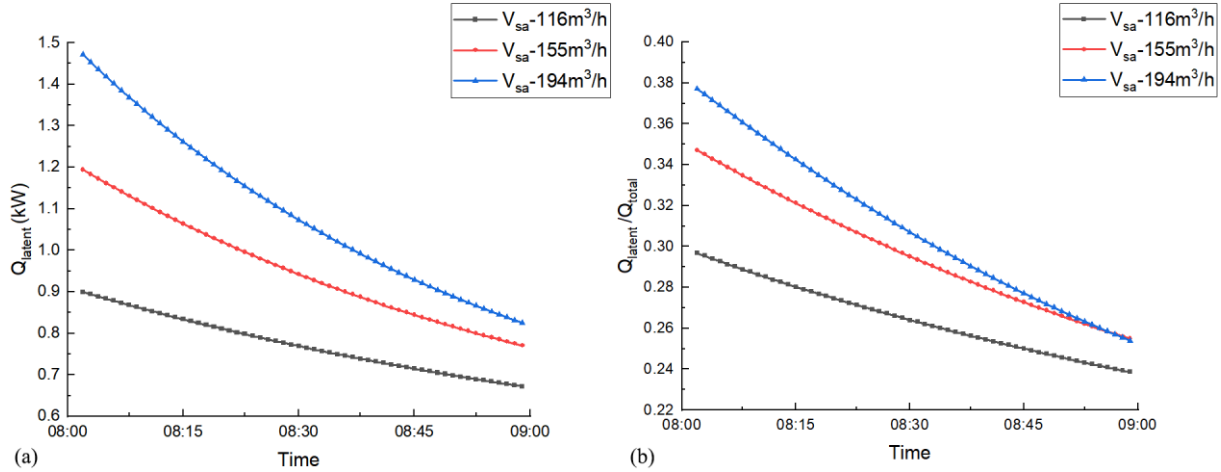 V_sa-116m³/h
V_sa-155m³/h
V_sa-194m³/h
1.5
1.4
1.3
1.2
1.1
1.0
0.9
0.8
0.7
0.6
Q_latent (kW)
08:00 08:15 08:30 08:45 09:00
Time
(a)
V_sa-116m³/h
V_sa-155m³/h
V_sa-194m³/h
0.40
0.38
0.36
0.34
0.32
0.30
0.28
0.26
0.24
0.22
Q_latent/Q_total
08:00 08:15 08:30 08:45 09:00
Time
(b)